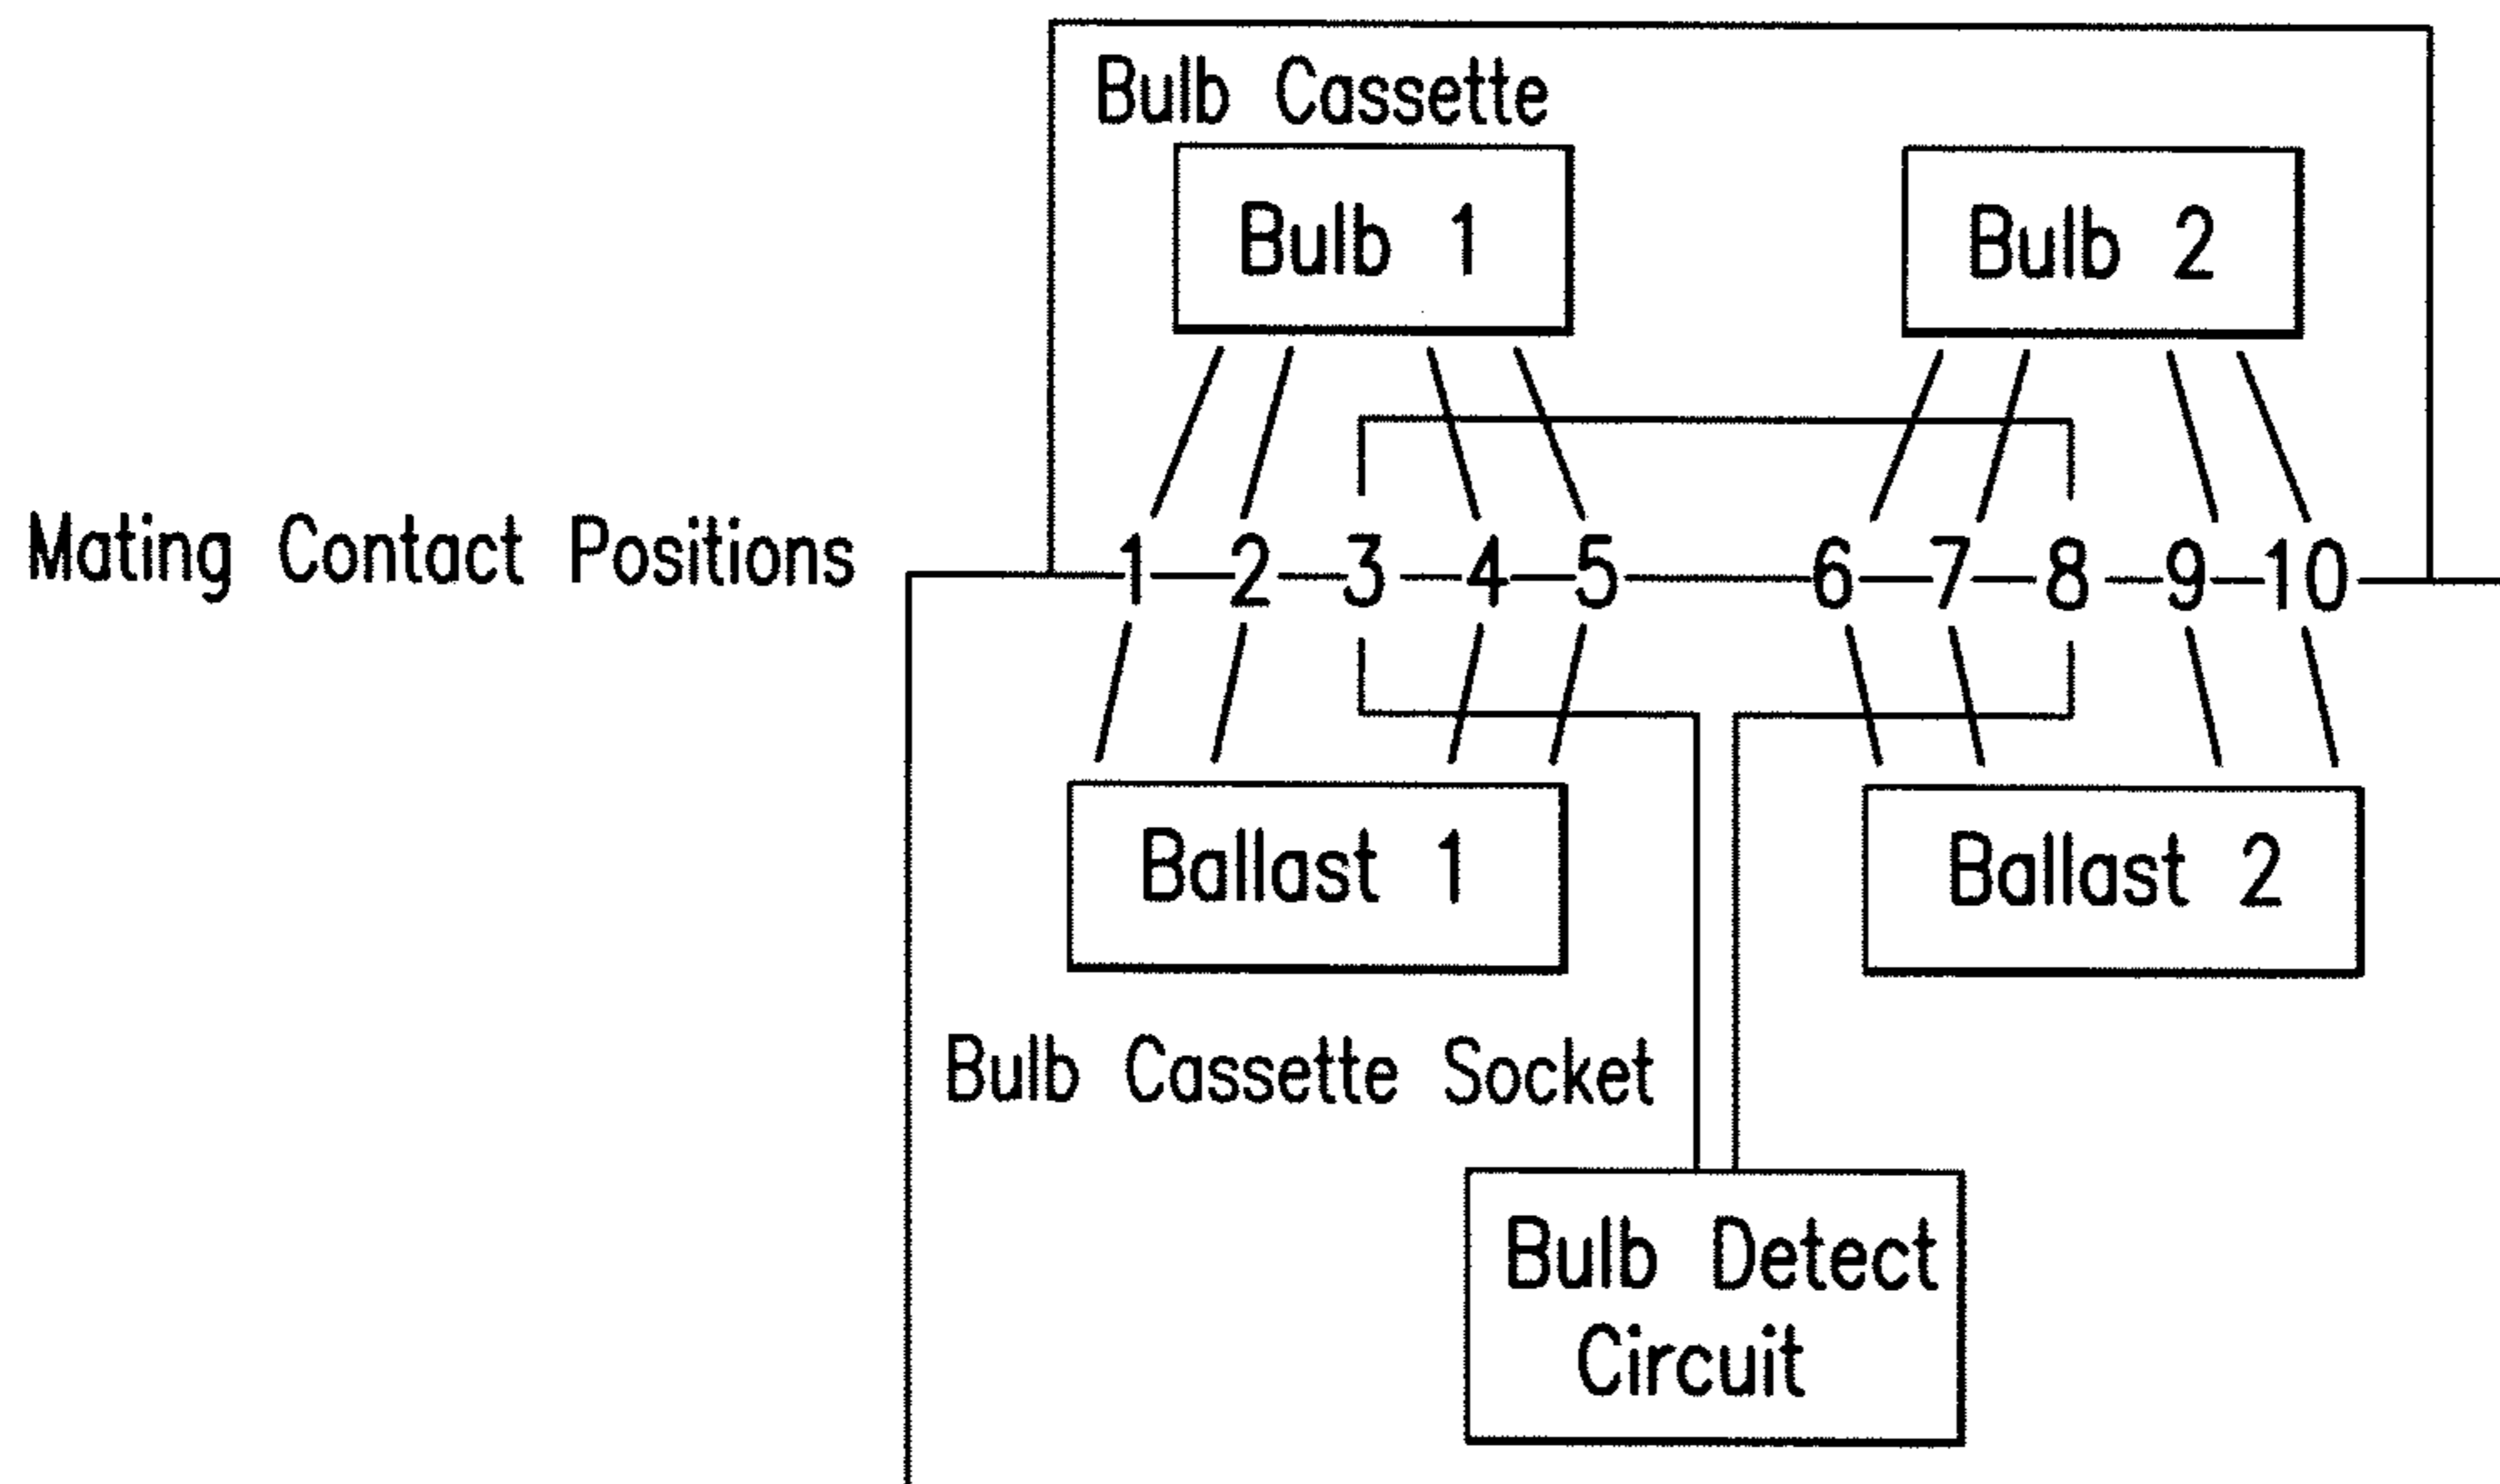 Bulb Cassette
Bulb 1
Bulb 2
Mating Contact Positions
1 2 3 4 5 6 7 8 9 10
Ballast 1
Ballast 2
Bulb Cassette Socket
Bulb Detect
Circuit